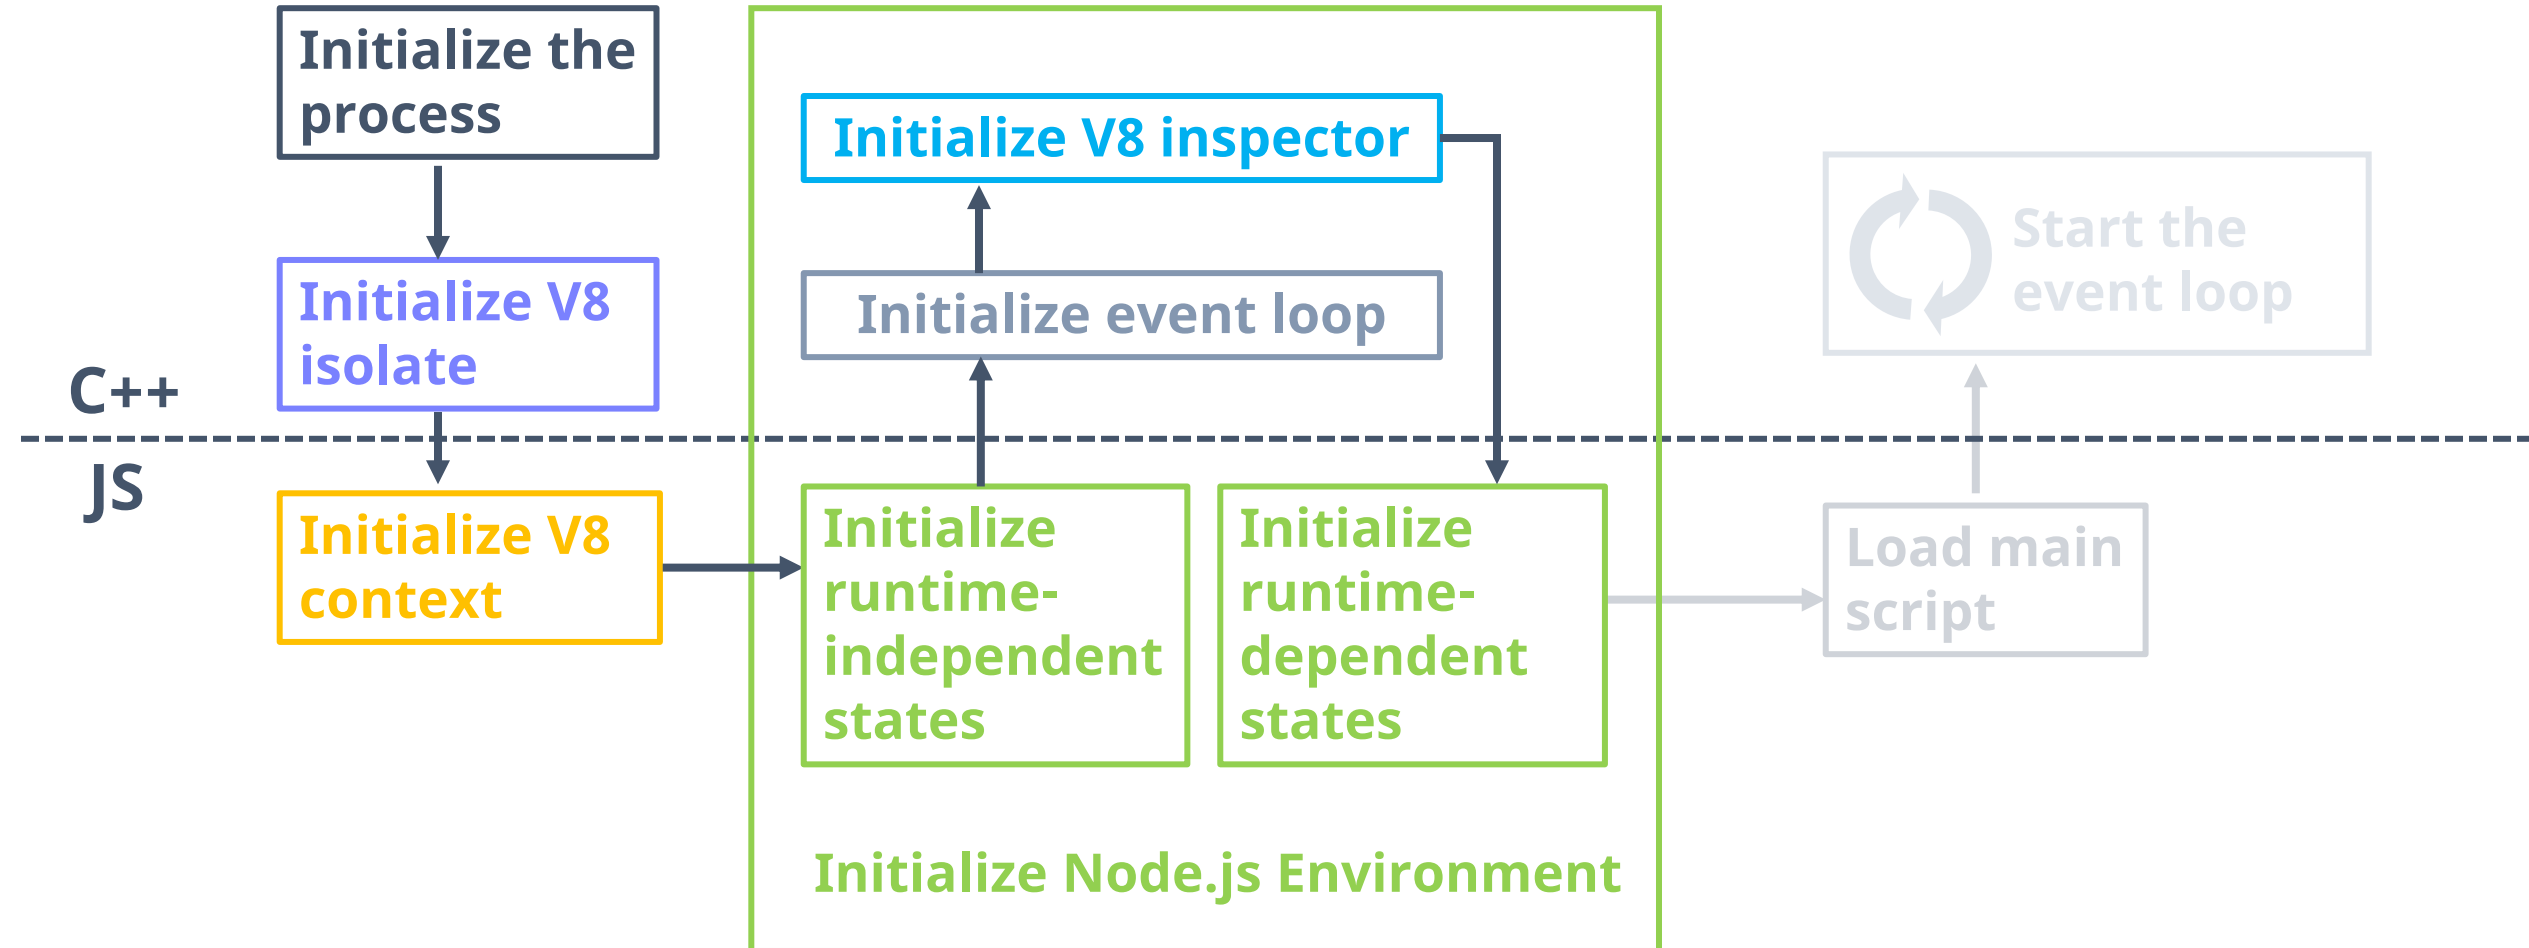 Initialize the
process
Initialize V8
isolate
C++
JS
Initialize V8
context
Initialize V8 inspector
Initialize event loop
Initialize
runtime-
independent
states
Initialize
runtime-
dependent
states
Initialize Node.js Environment
Start the
event loop
Load main
script